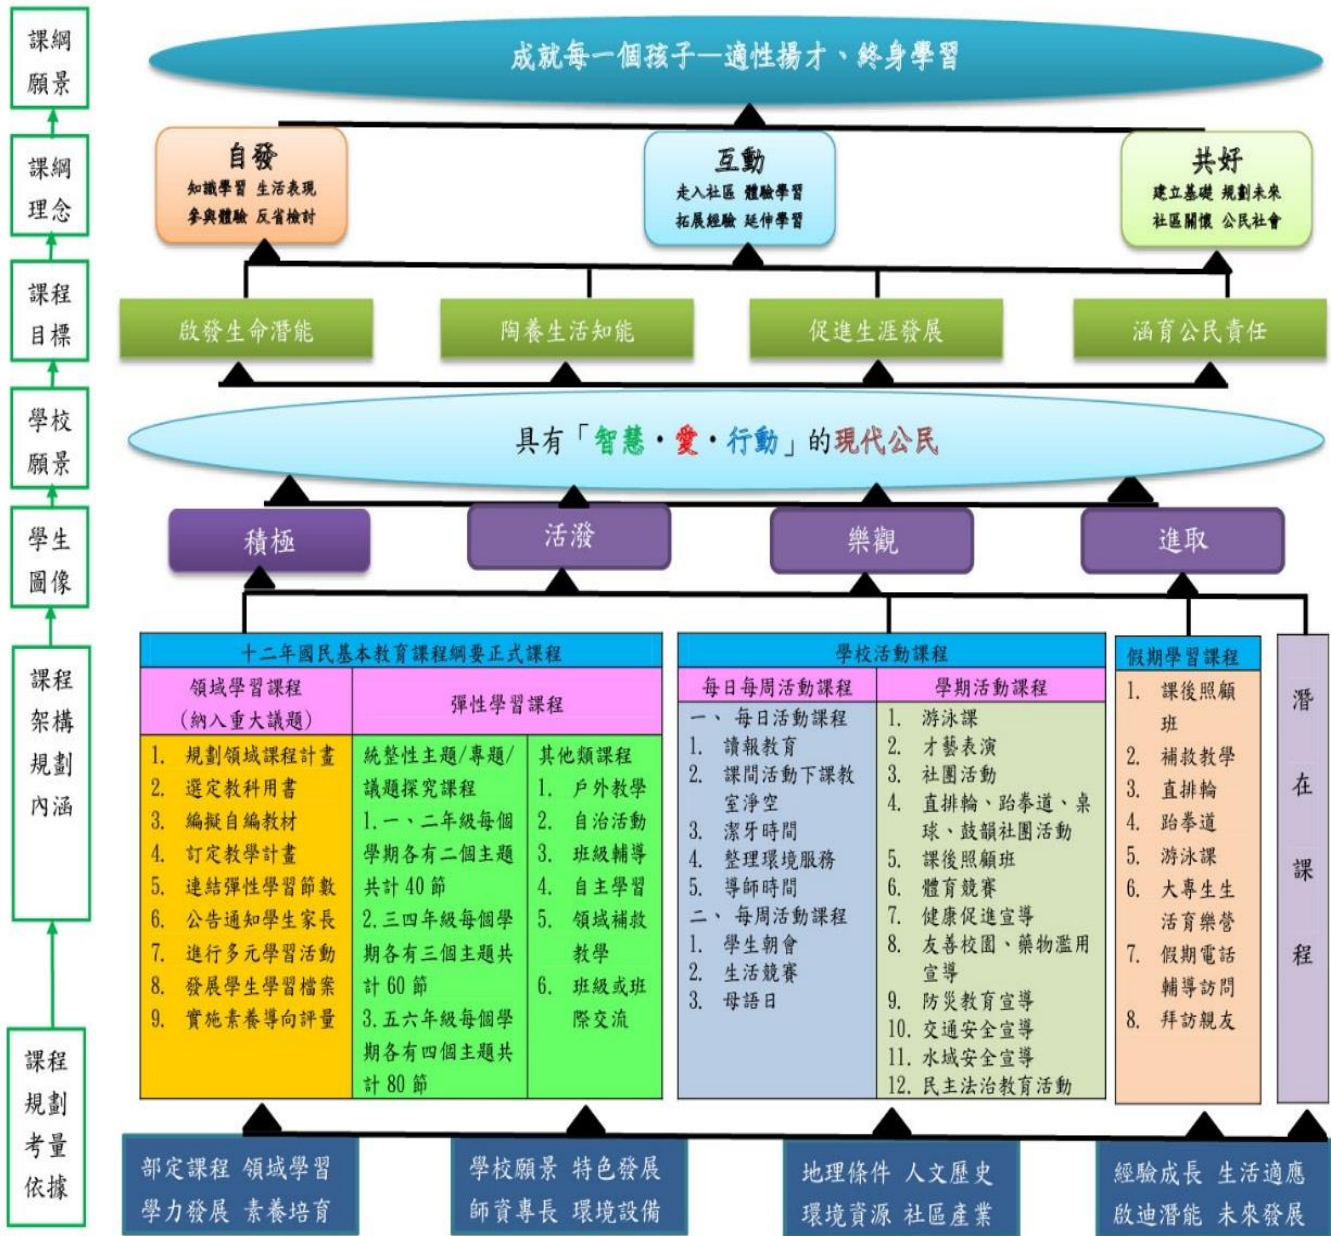 課綱
願景
成就每一個孩子—適性揚才、終身學習
課綱
理念
自發
知識學習 生活表現
參與體驗 反省檢討
互動
走入社區 體驗學習
拓展經驗 延伸學習
共好
建立基礎 規劃未來
社區關懷 公民社會
課程
目標
啟發生命潛能
陶養生活知能
促進生涯發展
涵育公民責任
學校
願景
具有「智慧・愛・行動」的現代公民
學生
圖像
積極
活潑
樂觀
進取
課程
架構
規劃
內涵
十二年國民基本教育課程綱要正式課程
領域學習課程
(納入重大議題)
1. 規劃領域課程計畫
2. 選定教科用書
3. 編擬自編教材
4. 訂定教學計畫
5. 連結彈性學習節數
6. 公告通知學生家長
7. 進行多元學習活動
8. 發展學生學習檔案
9. 實施素養導向評量
彈性學習課程
統整性主題/專題/
議題探究課程
1.一、二年級每個
學期各有二個主題
共計 40 節
2.三四年級每個學
期各有三個主題共
計 60 節
3.五六年級每個學
期各有四個主題共
計 80 節
其他類課程
1. 戶外教學
2. 自治活動
3. 班級輔導
4. 自主學習
5. 領域補救
教學
6. 班級或班
際交流
學校活動課程
每日每周活動課程
一、 每日活動課程
1. 讀報教育
2. 課間活動下課教
室淨空
3. 潔牙時間
4. 整理環境服務
5. 導師時間
二、 每周活動課程
1. 學生朝會
2. 生活競賽
3. 母語日
學期活動課程
1. 游泳課
2. 才藝表演
3. 社團活動
4. 直排輪、跆拳道、桌
球、鼓韻社團活動
5. 課後照顧班
6. 體育競賽
7. 健康促進宣導
8. 友善校園、藥物濫用
宣導
9. 防災教育宣導
10. 交通安全宣導
11. 水域安全宣導
12. 民主法治教育活動
假期學習課程
1. 課後照顧
班
2. 補救教學
3. 直排輪
4. 跆拳道
5. 游泳課
6. 大專生生
活育樂營
7. 假期電話
輔導訪問
8. 拜訪親友
潛
在
課
程
課程
規劃
考量
依據
部定課程 領域學習
學力發展 素養培育
學校願景 特色發展
師資專長 環境設備
地理條件 人文歷史
環境資源 社區產業
經驗成長 生活適應
啟迪潛能 未來發展